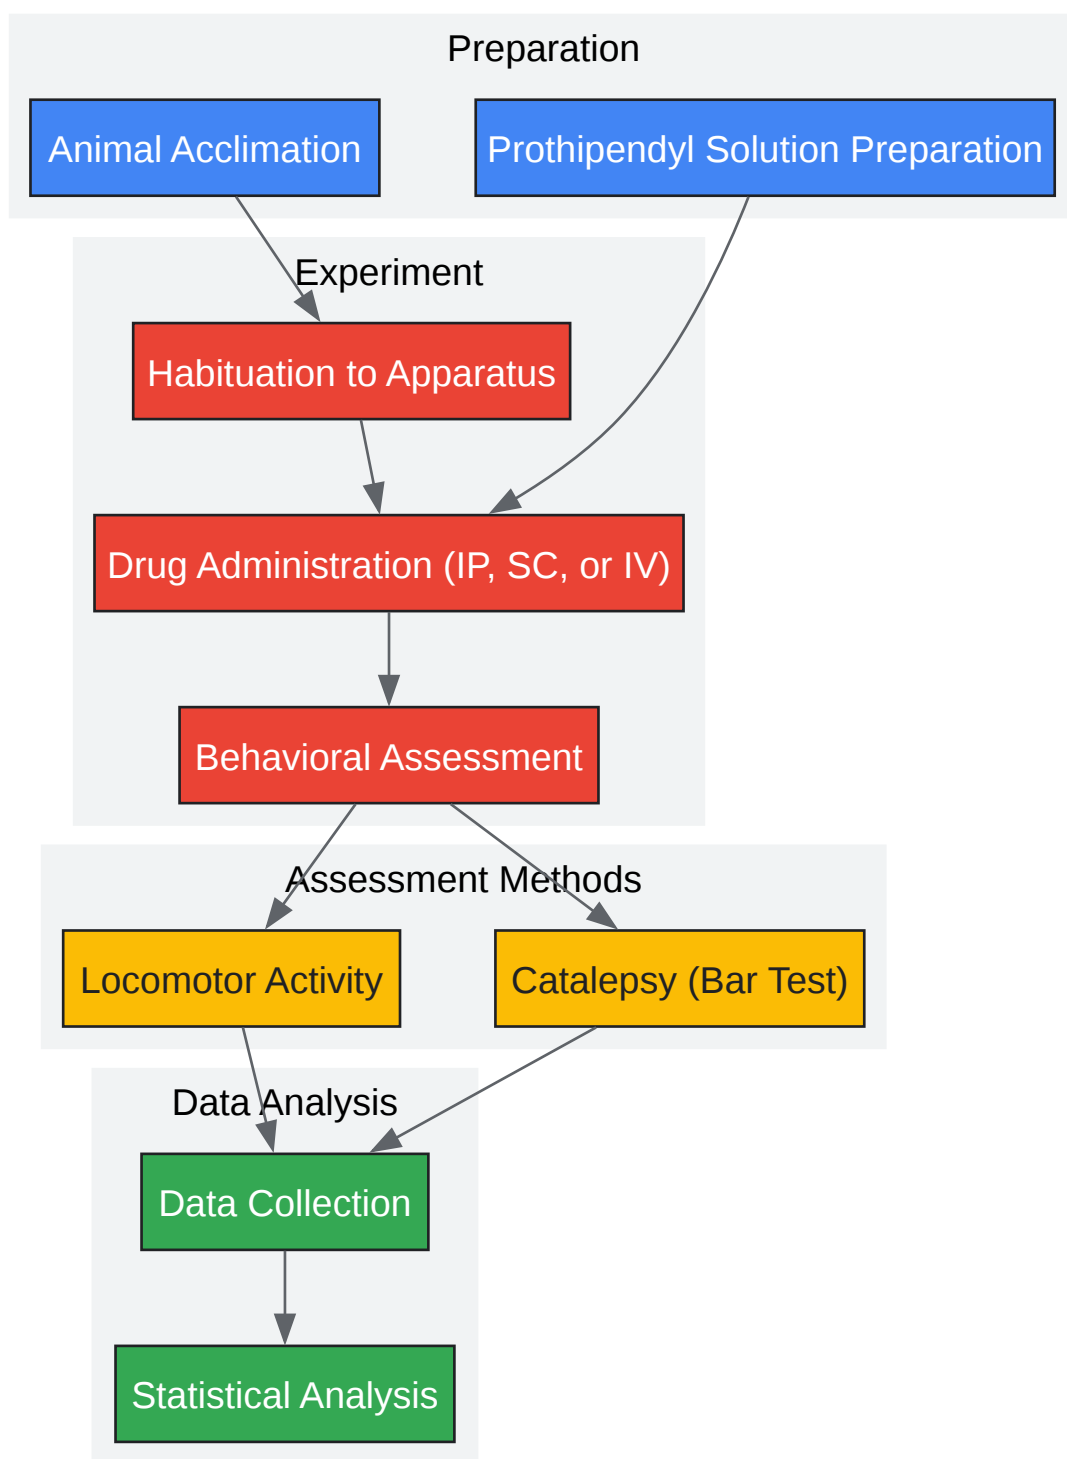 Preparation
Animal Acclimation
Prothipendyl Solution Preparation
Experiment
Habituation to Apparatus
Drug Administration (IP, SC, or IV)
Behavioral Assessment
Assessment Methods
Locomotor Activity
Catalepsy (Bar Test)
Data Analysis
Data Collection
Statistical Analysis